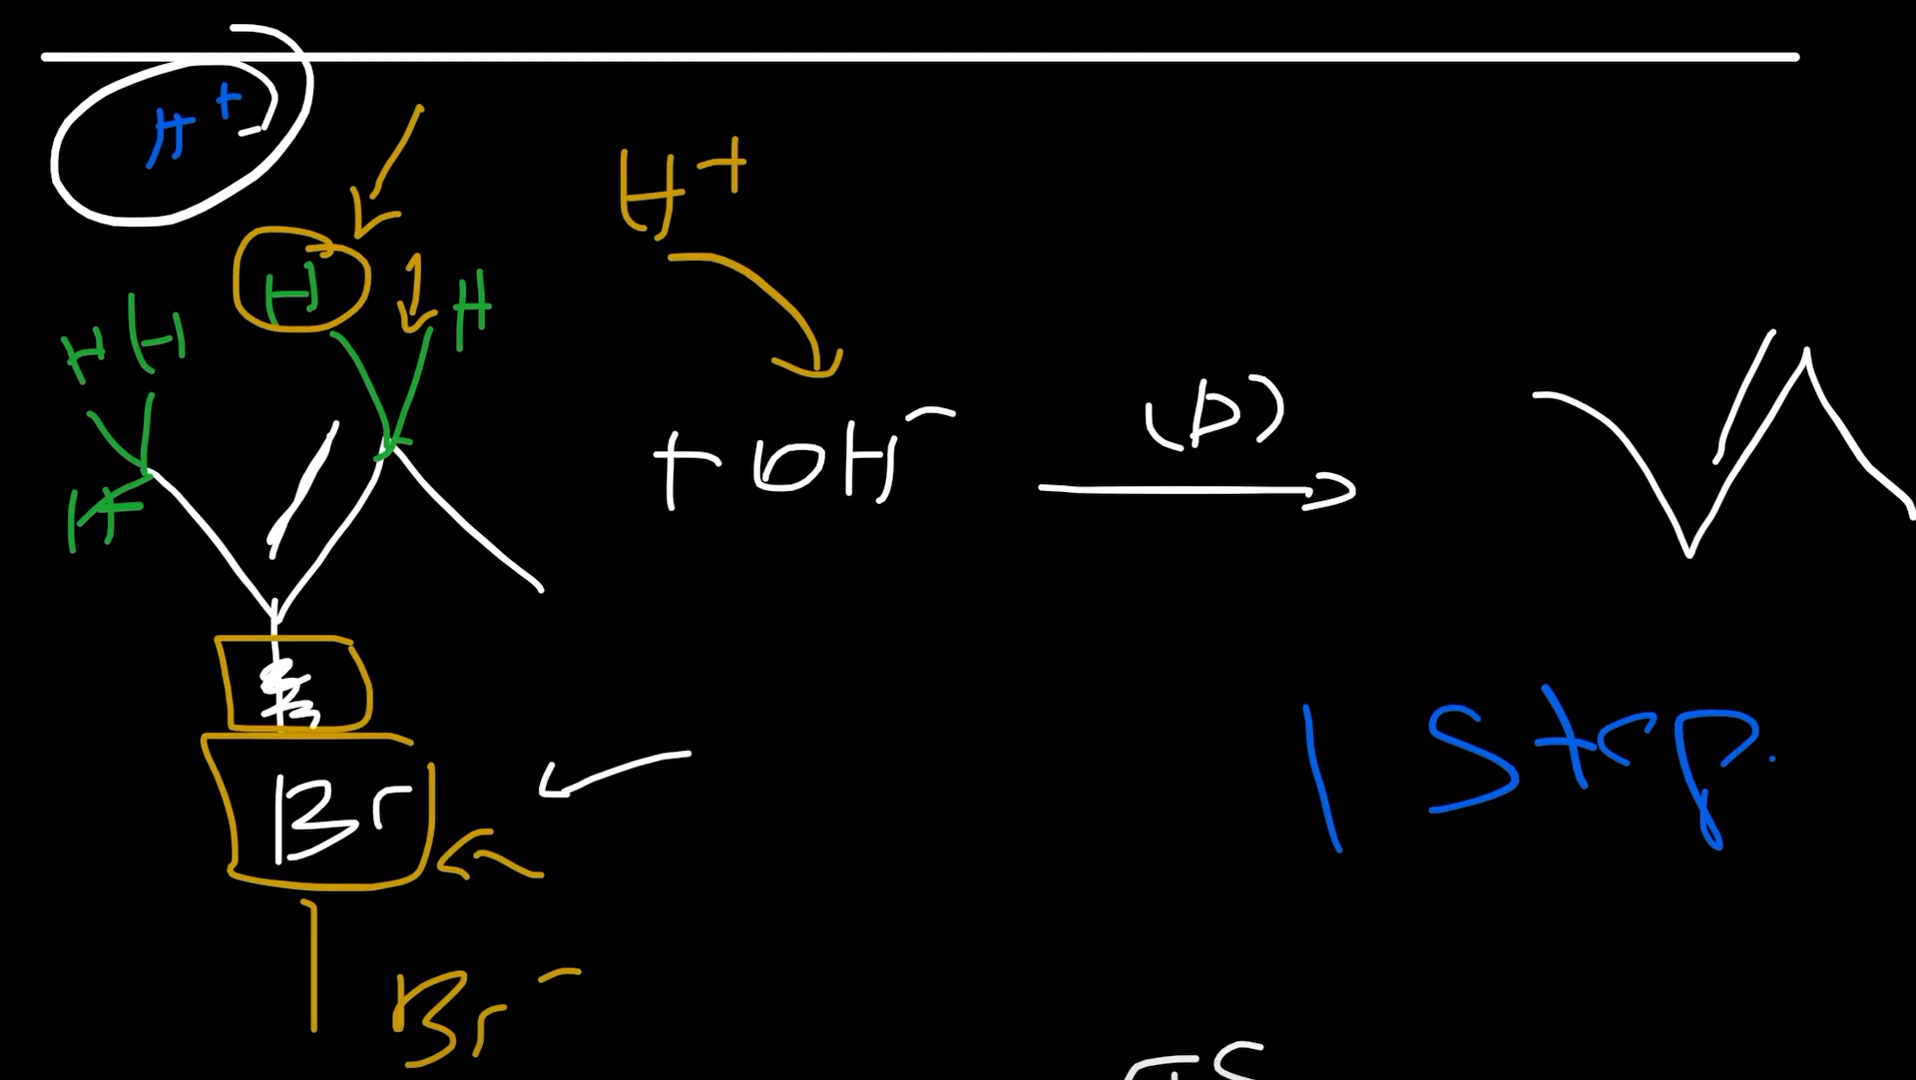 H+
H+
H
H
H H
H
+ OH-
(D)
Br
1 Step.
Br-